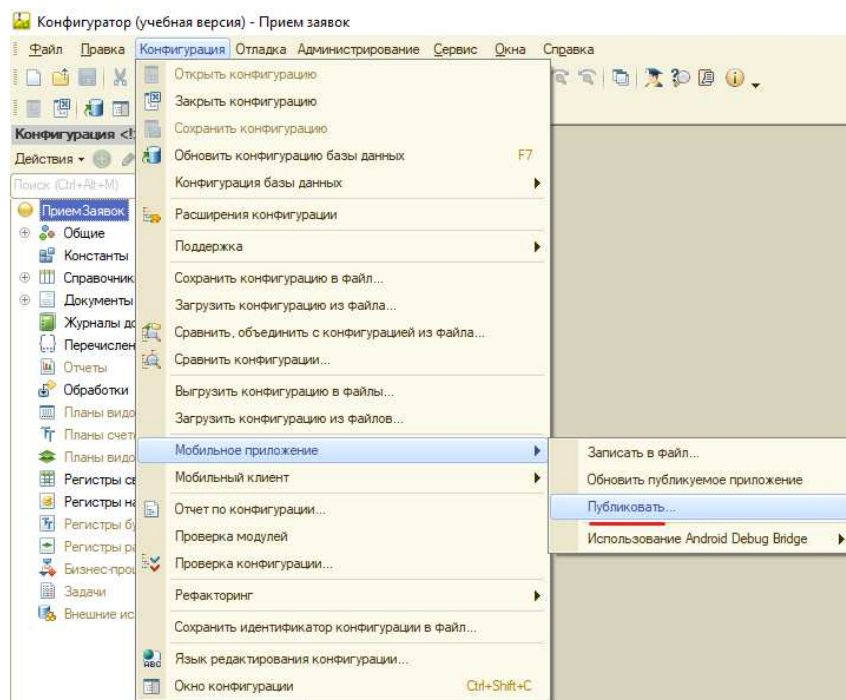 Конфигуратор (учебная версия) - Прием заявок
Файл Правка Конфигурация Отладка Администрирование Сервис Окна Справка
Конфигурация <!
Действия
Поиск (Ctrl+Alt+M)
ПриемЗаявок
Общие
Константы
Справочник
Документы
Журналы до
Перечислен
Отчеты
Обработки
Планы видо
Планы счет
Планы видо
Регистры св
Регистры на
Регистры бу
Регистры ра
Бизнес-проц
Задачи
Внешние ис
Открыть конфигурацию
Закрыть конфигурацию
Сохранить конфигурацию
Обновить конфигурацию базы данных F7
Конфигурация базы данных
Расширения конфигурации
Поддержка
Сохранить конфигурацию в файл...
Загрузить конфигурацию из файла...
Сравнить, объединить с конфигурацией из файла...
Сравнить конфигурации...
Выгрузить конфигурацию в файлы...
Загрузить конфигурацию из файлов...
Мобильное приложение
Мобильный клиент
Отчет по конфигурации...
Проверка модулей
Проверка конфигурации...
Рефакторинг
Сохранить идентификатор конфигурации в файл...
Язык редактирования конфигурации...
Окно конфигурации Ctrl+Shift+C
Записать в файл...
Обновить публикуемое приложение
Публиковать...
Использование Android Debug Bridge